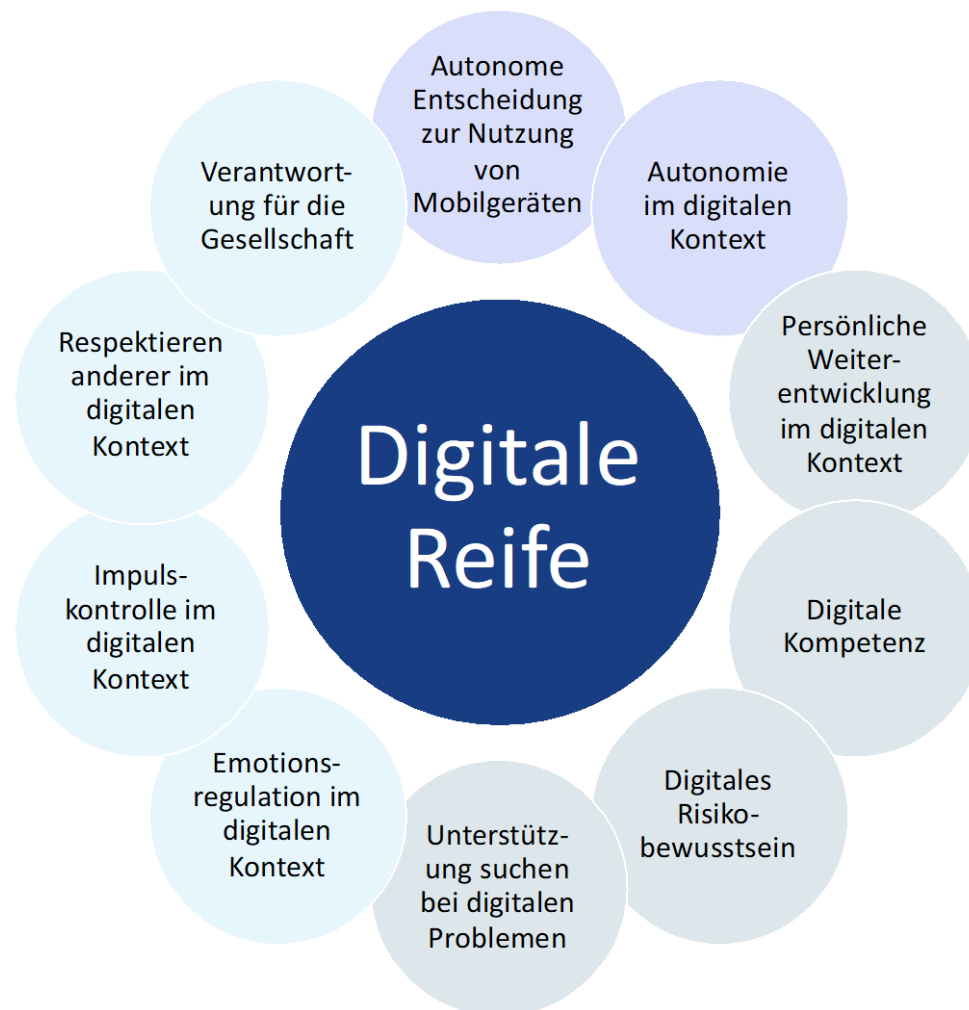 Autonome
Entscheidung
zur Nutzung
von
Mobilgeräten
Autonomie
im digitalen
Kontext
Persönliche
Weiter-
entwicklung
im digitalen
Kontext
Digitale
Kompetenz
Digitales
Risiko-
bewusstsein
Unterstütz-
ung suchen
bei digitalen
Problemen
Emotions-
regulation im
digitalen
Kontext
Impuls-
kontrolle im
digitalen
Kontext
Respektieren
anderer im
digitalen
Kontext
Verantwort-
ung für die
Gesellschaft
Digitale
Reife